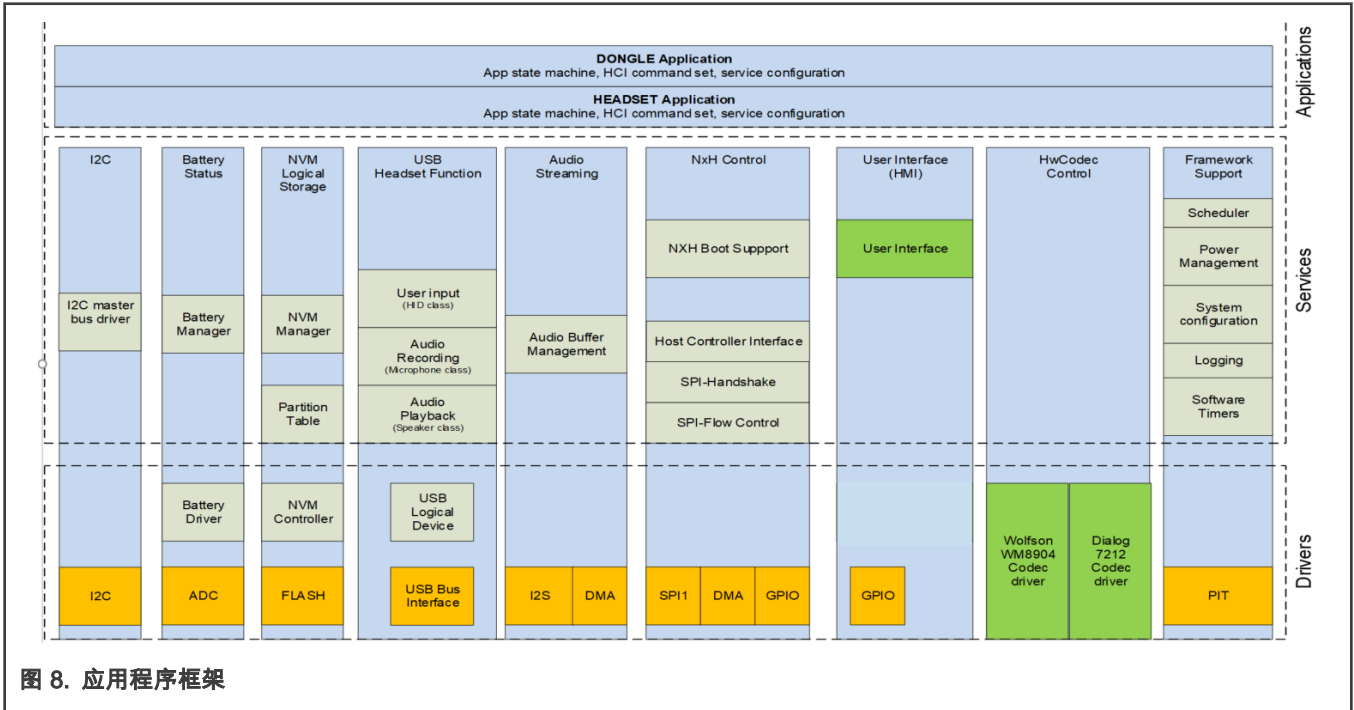 DONGLE Application
App state machine, HCI command set, service configuration
HEADSET Application
App state machine, HCI command set, service configuration
Applications
I2C
I2C master
bus driver
Battery
Status
Battery
Manager
NVM
Logical
Storage
NVM
Manager
Partition
Table
USB
Headset Function
User input
(HID class)
Audio
Recording
(Microphone class)
Audio
Playback
(Speaker class)
Audio
Streaming
Audio Buffer
Management
NxH Control
NXH Boot Suppport
Host Controller Interface
SPI-Handshake
SPI-Flow Control
User Interface
(HMI)
User Interface
HwCodec
Control
Framework
Support
Scheduler
Power
Management
System
configuration
Logging
Software
Timers
Services
Battery
Driver
NVM
Controller
USB
Logical
Device
I2C
ADC
FLASH
USB Bus
Interface
I2S
DMA
SPI1
DMA
GPIO
GPIO
Wolfson
WM8904
Codec
driver
Dialog
7212
Codec
driver
PIT
Drivers
图 8. 应用程序框架